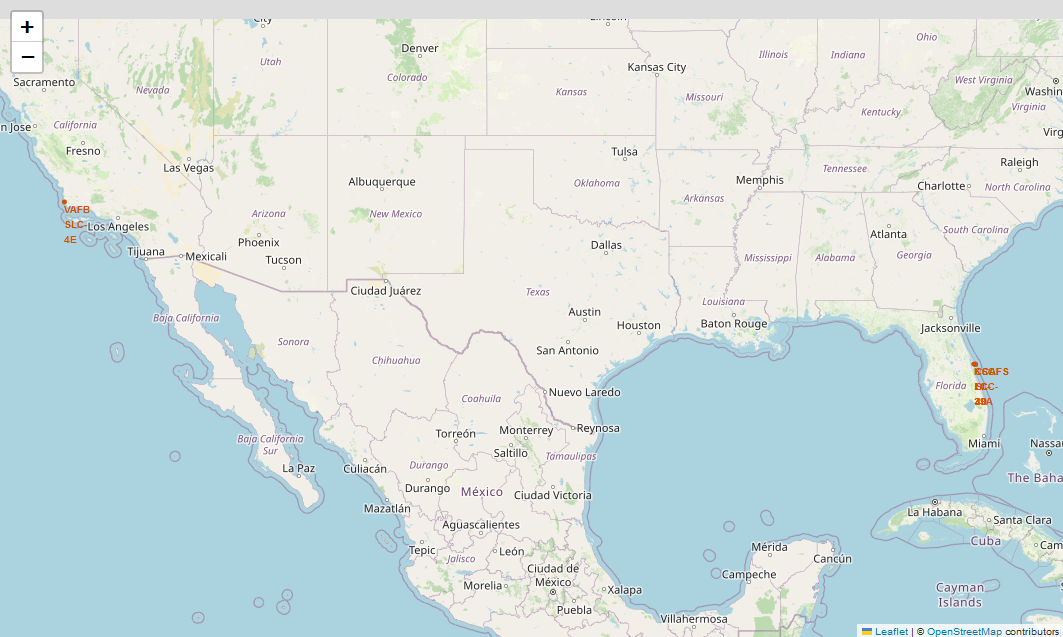 +
−
City
Lincoln
Denver
Utah
Colorado
Kansas City
Illinois
Indiana
Ohio
Sacramento
Nevada
Kansas
Missouri
West Virginia
Washin
Virginia
Kentucky
n Jose
California
Fresno
Virg
Las Vegas
Tulsa
Raleigh
Albuquerque
Oklahoma
Memphis
Tennessee
Charlotte
North Carolina
Arkansas
VAFB
SLC-
4E
Los Angeles
Arizona
New Mexico
Phoenix
Atlanta
South Carolina
Tijuana
Mexicali
Tucson
Dallas
Mississippi
Alabama
Georgia
Ciudad Juárez
Texas
Louisiana
Baja California
Austin
Houston
Baton Rouge
Jacksonville
Sonora
San Antonio
Chihuahua
CCAFS
Florida
Coahuila
Nuevo Laredo
Monterrey
Reynosa
Torreón
Saltillo
Tamaulipas
Baja California
Sur
Miami
Nassau
The Baha
La Paz
Culiacán
Durango
Durango
México
Ciudad Victoria
Mazatlán
La Habana
Santa Clara
Aguascalientes
Cuba
Cam
Tepic
León
Jalisco
Mérida
Cancún
Ciudad de
México
Campeche
Morelia
Xalapa
Puebla
Cayman
Islands
Villahermosa
Leaflet | © OpenStreetMap contributors